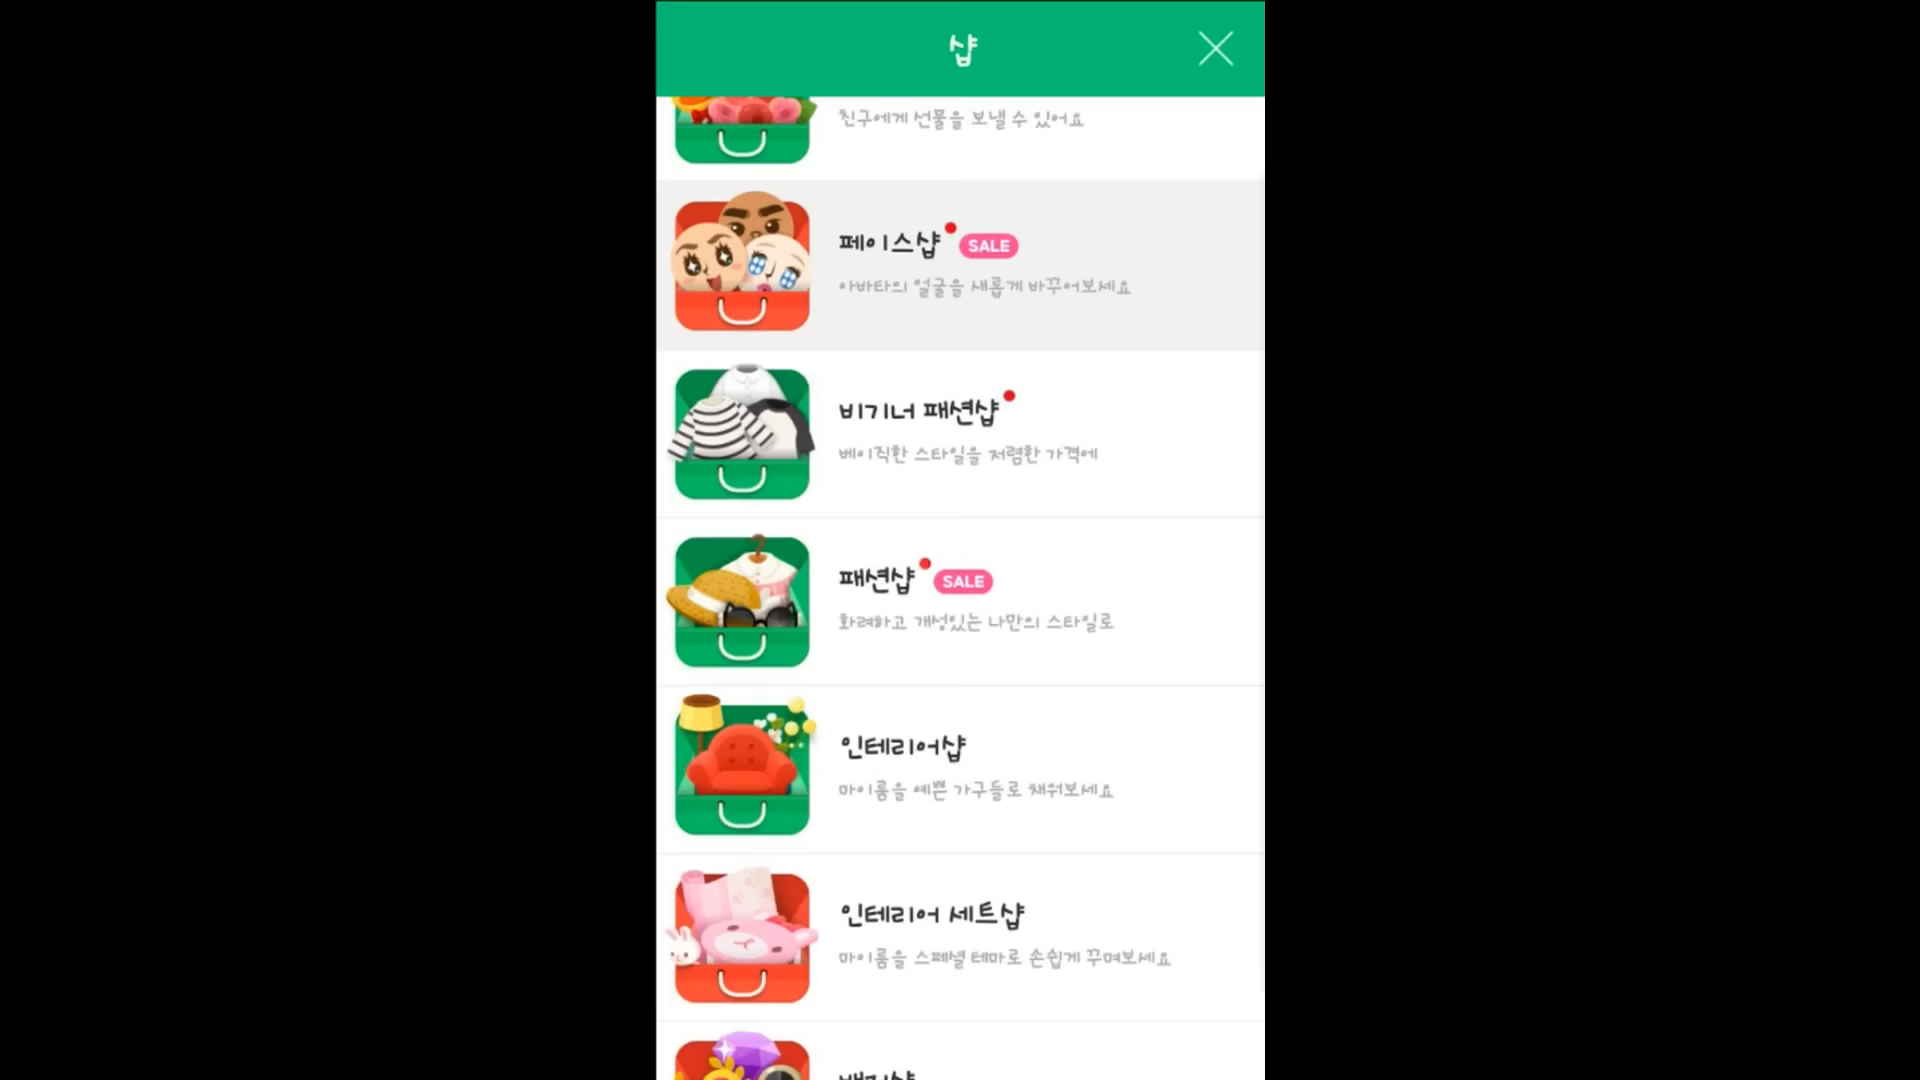 샵
친구에게 선물을 보낼 수 있어요
페이스샵 SALE
아바타의 얼굴을 새롭게 바꾸어보세요
비기너 패션샵
베이직한 스타일을 저렴한 가격에
패션샵 SALE
화려하고 개성있는 나만의 스타일로
인테리어샵
마이룸을 예쁜 가구들로 채워보세요
인테리어 세트샵
마이룸을 스페셜 테마로 손쉽게 꾸며보세요